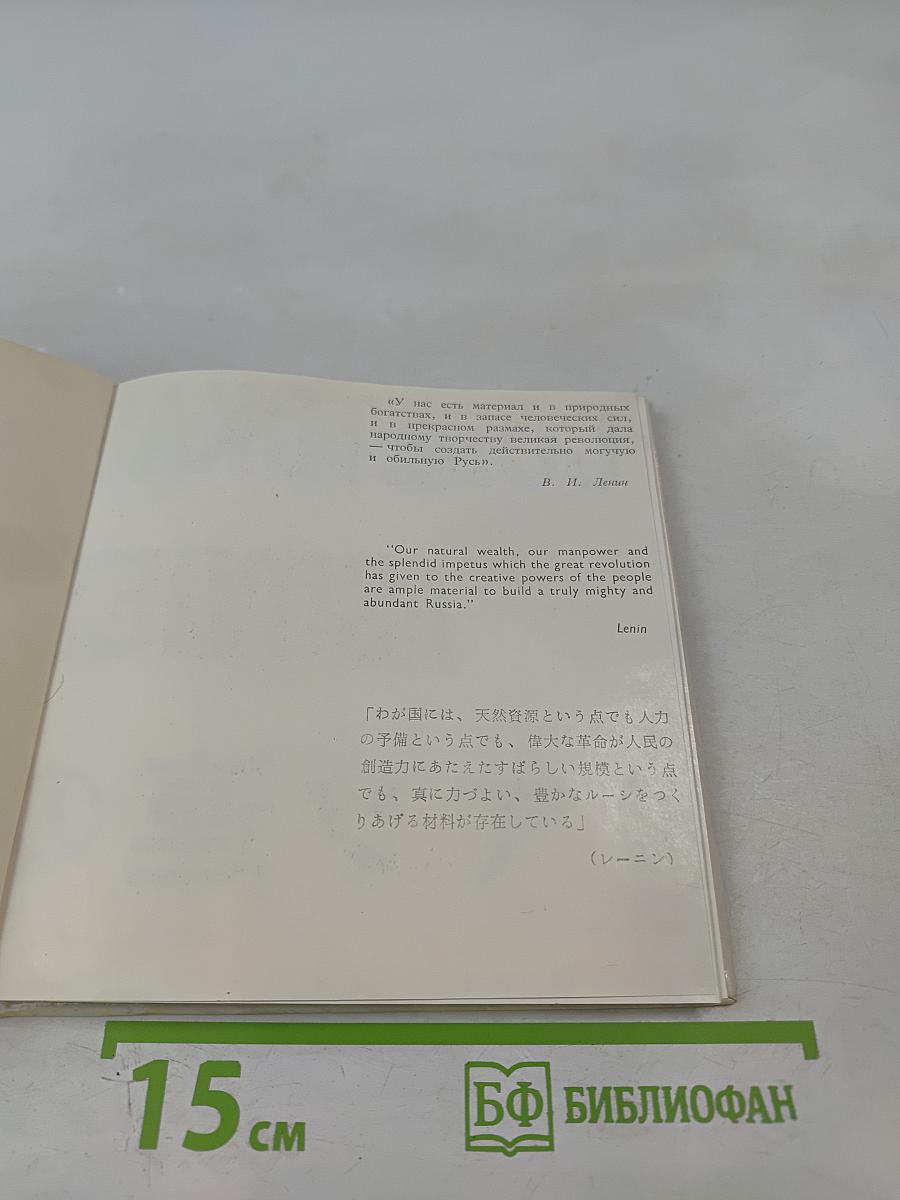 «У нас есть материал и в природных
богатствах, и в запасе человеческих сил,
и в прекрасном размахе, который дала
народному творчеству великая революция,
— чтобы создать действительно могучую
и обильную Русь».
В. И. Ленин
"Our natural wealth, our manpower and
the splendid impetus which the great revolution
has given to the creative powers of the people
are ample material to build a truly mighty and
abundant Russia."
Lenin
「わが国には、天然資源という点でも人力
の予備という点でも、偉大な革命が人民の
創造力にあたえたすばらしい規模という点
でも、真に力づよい、豊かなルーシをつく
りあげる材料が存在している」
(レーニン)
15 см
БФ БИБ�лИОФАН